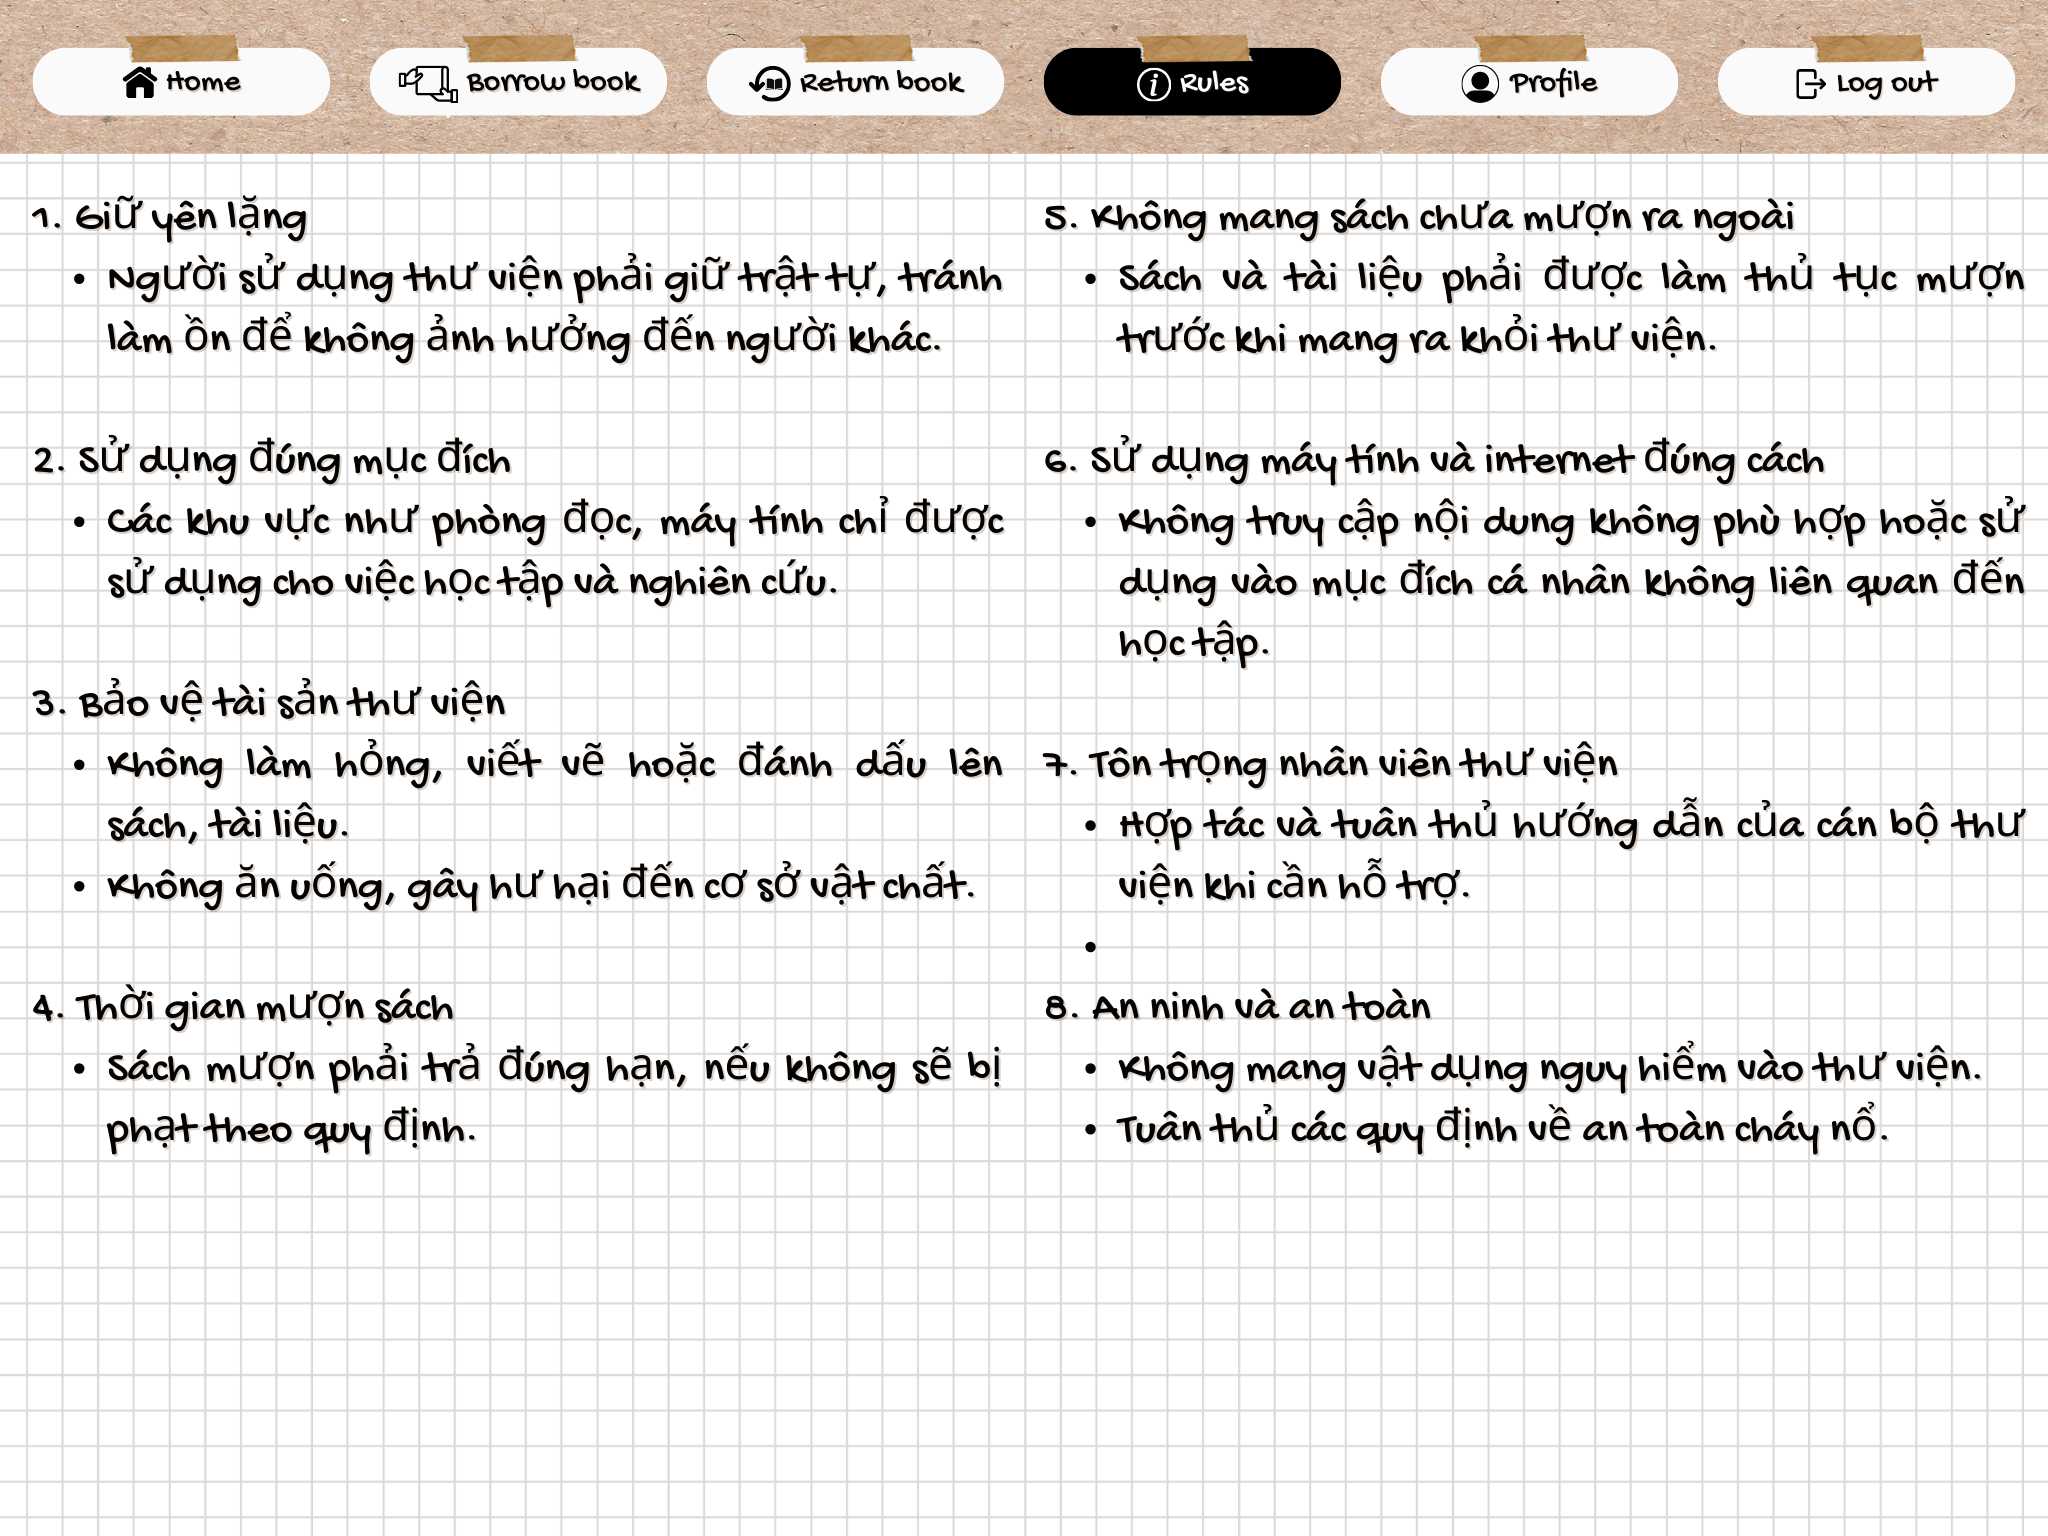 Home
Borrow book
Return book
Rules
Profile
Log out
1. Giữ yên lặng
• Người sử dụng thư viện phải giữ trật tự, tránh
làm ồn để không ảnh hưởng đến người khác.
2. Sử dụng đúng mục đích
• Các khu vực như phòng đọc, máy tính chỉ được
sử dụng cho việc học tập và nghiên cứu.
3. Bảo vệ tài sản thư viện
• Không làm hỏng, viết vẽ hoặc đánh dấu lên
sách, tài liệu.
• Không ăn uống, gây hư hại đến cơ sở vật chất.
4. Thời gian mượn sách
• Sách mượn phải trả đúng hạn, nếu không sẽ bị
phạt theo quy định.
5. Không mang sách chưa mượn ra ngoài
• Sách và tài liệu phải được làm thủ tục mượn
trước khi mang ra khỏi thư viện.
6. Sử dụng máy tính và internet đúng cách
• Không truy cập nội dung không phù hợp hoặc sử
dụng vào mục đích cá nhân không liên quan đến
học tập.
7. Tôn trọng nhân viên thư viện
• Hợp tác và tuân thủ hướng dẫn của cán bộ thư
viện khi cần hỗ trợ.
•
8. An ninh và an toàn
• Không mang vật dụng nguy hiểm vào thư viện.
• Tuân thủ các quy định về an toàn cháy nổ.